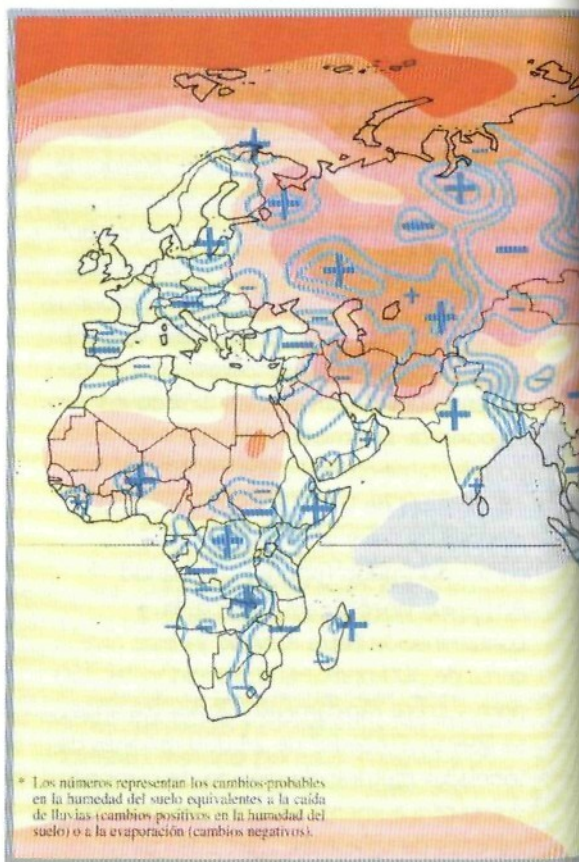 * Los números representan los cambios probables
en la humedad del suelo equivalentes a la caída
de lluvias (cambios positivos en la humedad del
suelo) o a la evaporación (cambios negativos).